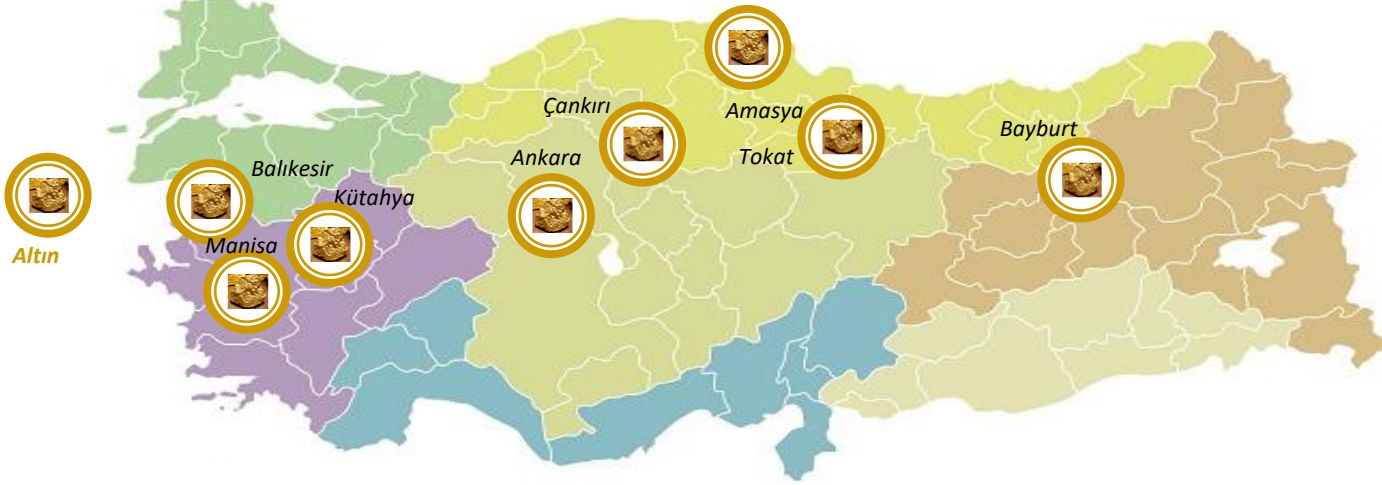 Çankırı
Amasya
Bayburt
Ankara
Tokat
Balıkesir
Kütahya
Manisa
Altın